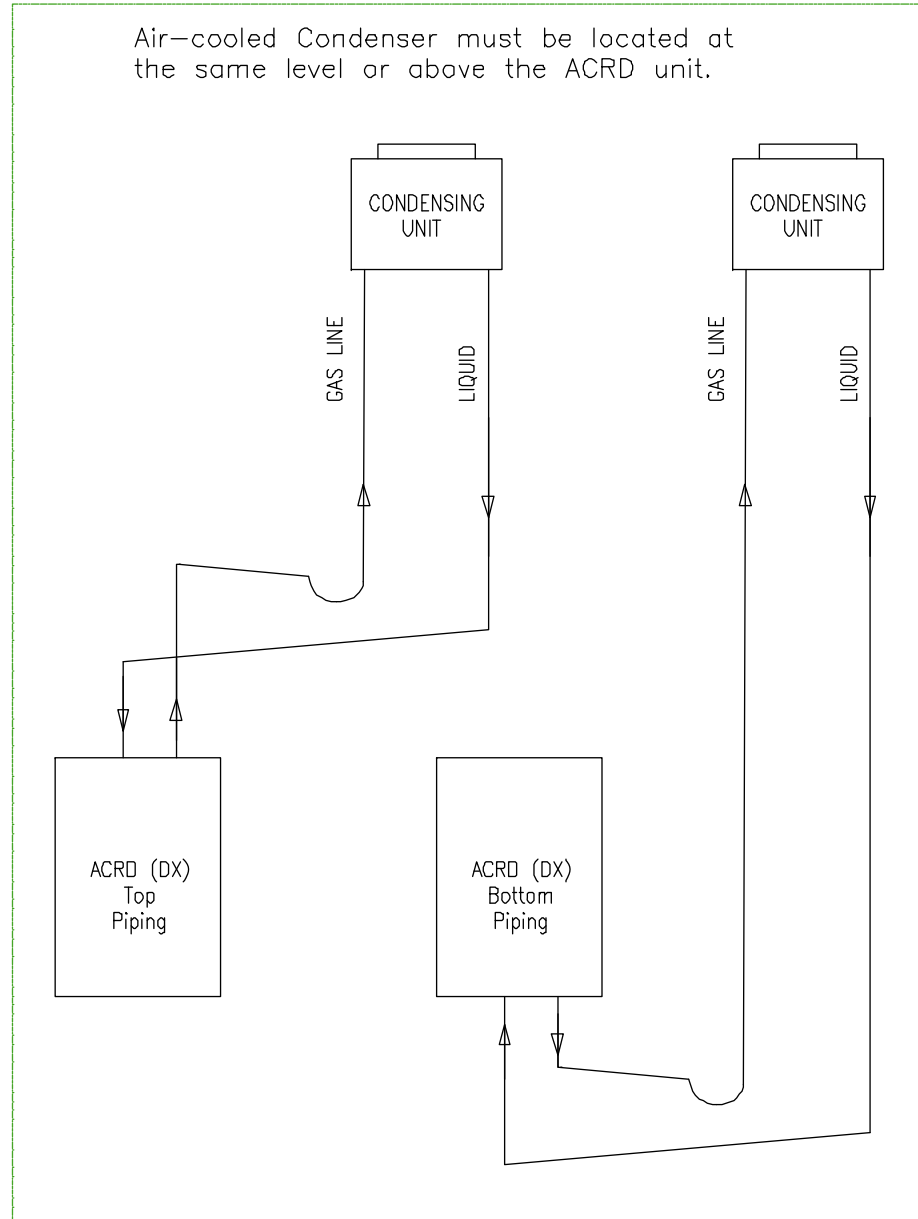 Air-cooled Condenser must be located at
the same level or above the ACRD unit.
CONDENSING
UNIT
CONDENSING
UNIT
GAS LINE
LIQUID
GAS LINE
LIQUID
ACRD (DX)
Top
Piping
ACRD (DX)
Bottom
Piping